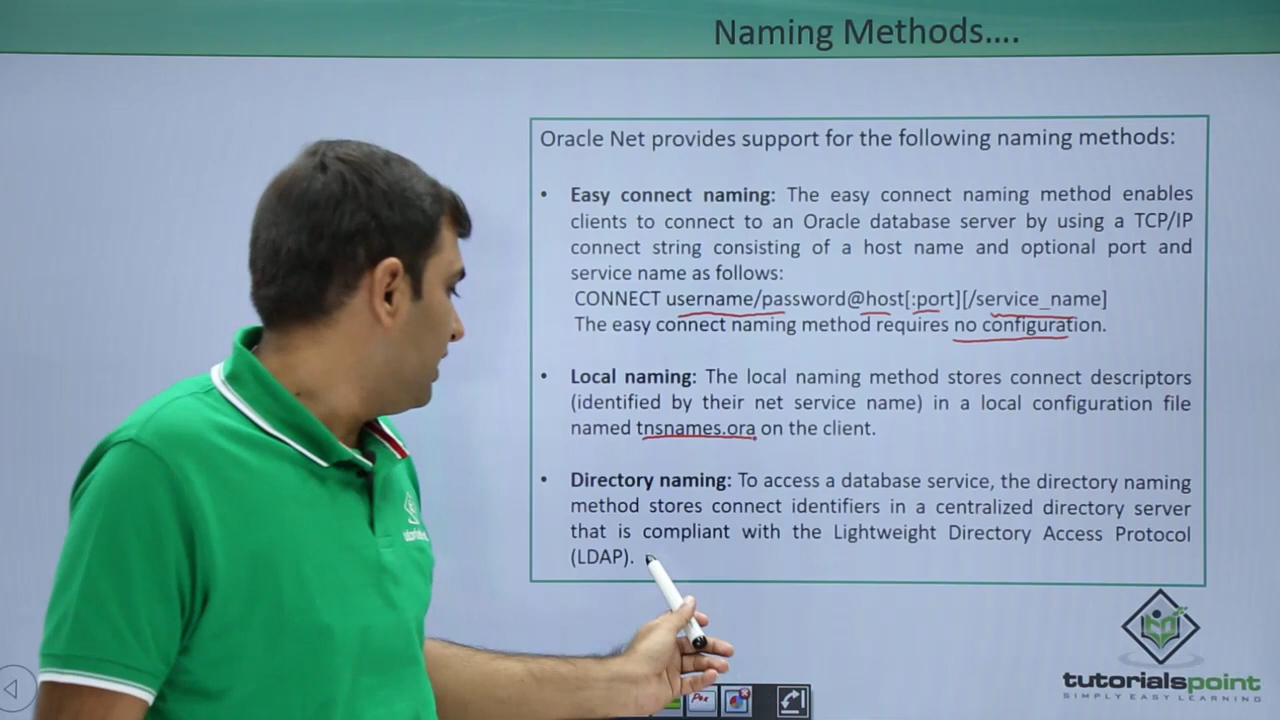 Naming Methods....
Oracle Net provides support for the following naming methods:
• Easy connect naming: The easy connect naming method enables
clients to connect to an Oracle database server by using a TCP/IP
connect string consisting of a host name and optional port and
service name as follows:
CONNECT username/password@host[:port][/service_name]
The easy connect naming method requires no configuration.
• Local naming: The local naming method stores connect descriptors
(identified by their net service name) in a local configuration file
named tnsnames.ora on the client.
• Directory naming: To access a database service, the directory naming
method stores connect identifiers in a centralized directory server
that is compliant with the Lightweight Directory Access Protocol
(LDAP).
tutorialspoint
SIMPLY EASY LEARNING
Pen